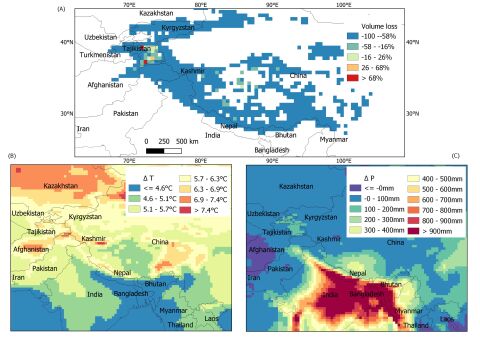 (A)
70°E
80°E
90°E
100°E
Kazakhstan
Kyrgyzstan
Uzbekistan
40°N
40°N
Tajikistan
Turkmenistan
Kashmir
China
Afghanistan
Pakistan
30°N
30°N
Nepal
Iran
India
Bhutan
Myanmar
Bangladesh
0 250 500 km
70°E
80°E
90°E
100°E
Volume loss
-100 -‐58%
-58 - -16%
-16 - 26%
26 - 68%
> 68%
(B)
Δ T
<= 4.6°C
4.6 - 5.1°C
5.1 - 5.7°C
5.7 - 6.3°C
6.3 - 6.9°C
6.9 - 7.4°C
> 7.4°C
Kazakhstan
Uzbekistan
Kyrgyzstan
Tajikistan
Kashmir
Afghanistan
China
Pakistan
Iran
Nepal
Bhutan
India
Bangladesh
Myanmar
Laos
Thailand
(C)
Δ P
<= -0mm
-0 - 100mm
100 - 200mm
200 - 300mm
300 - 400mm
400 - 500mm
500 - 600mm
600 - 700mm
700 - 800mm
800 - 900mm
> 900mm
Kazakhstan
Uzbekistan
Kyrgyzstan
Tajikistan
Kashmir
Afghanistan
China
Pakistan
Iran
Nepal
Bhutan
India
Bangladesh
Myanmar
Laos
Thailand